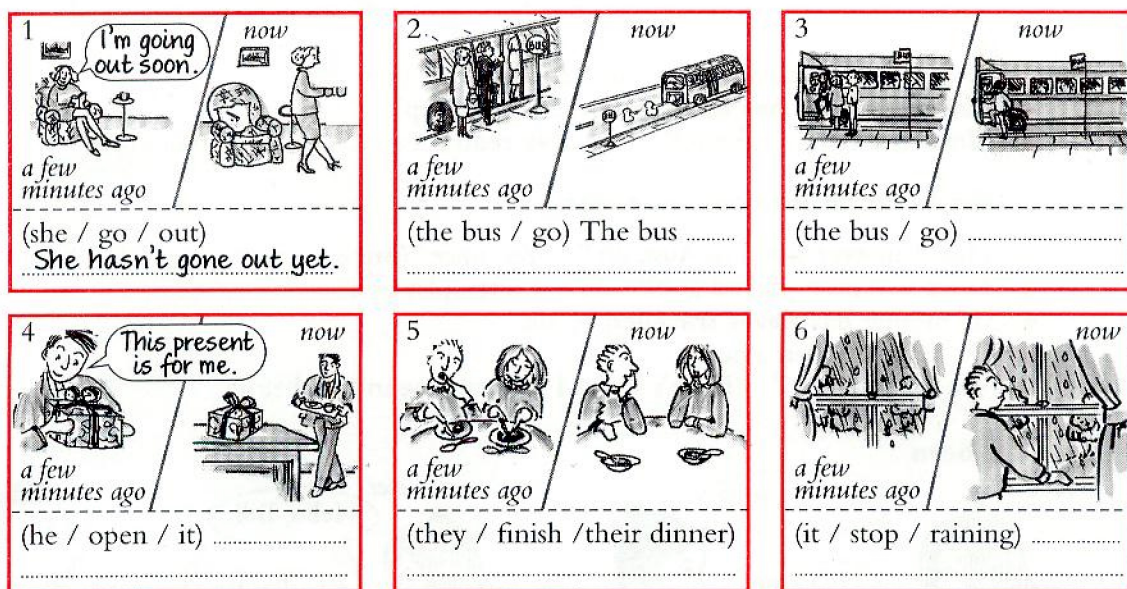 1
I'm going
out soon.
now
a few
minutes ago
(she / go / out)
She hasn't gone out yet.
2
BUS
now
a few
minutes ago
(the bus / go) The bus ..........
3
now
a few
minutes ago
(the bus / go) ..........
4
This present
is for me.
now
a few
minutes ago
(he / open / it) ..........
5
now
a few
minutes ago
(they / finish /their dinner)
6
now
a few
minutes ago
(it / stop / raining) ..........